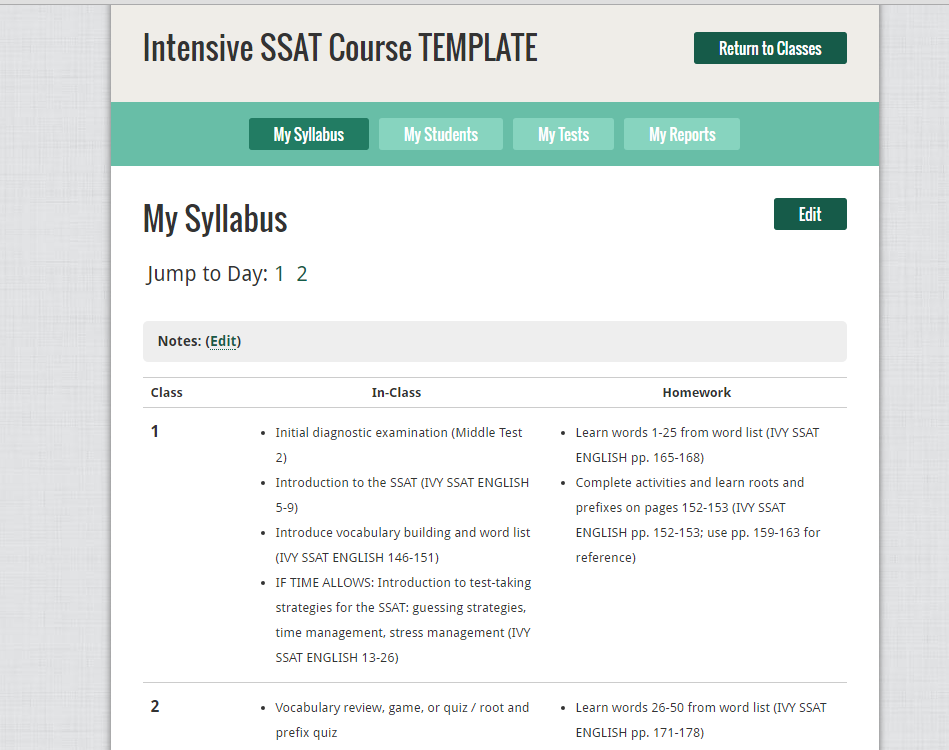 Intensive SSAT Course TEMPLATE
Return to Classes
My Syllabus
My Students
My Tests
My Reports
My Syllabus
Edit
Jump to Day: 1 2
Notes: (Edit)
Class
In-Class
Homework
1
• Initial diagnostic examination (Middle Test
2)
• Introduction to the SSAT (IVY SSAT ENGLISH
5-9)
• Introduce vocabulary building and word list
(IVY SSAT ENGLISH 146-151)
• IF TIME ALLOWS: Introduction to test-taking
strategies for the SSAT: guessing strategies,
time management, stress management (IVY
SSAT ENGLISH 13-26)
• Learn words 1-25 from word list (IVY SSAT
ENGLISH pp. 165-168)
• Complete activities and learn roots and
prefixes on pages 152-153 (IVY SSAT
ENGLISH pp. 152-153; use pp. 159-163 for
reference)
2
• Vocabulary review, game, or quiz / root and
prefix quiz
• Learn words 26-50 from word list (IVY SSAT
ENGLISH pp. 171-178)